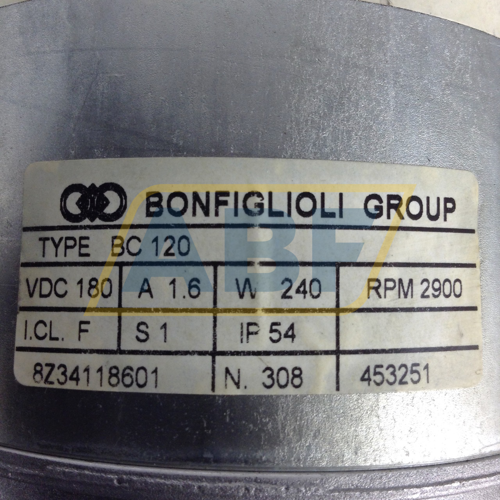 BONFIGLIOLI GROUP
TYPE BC 120
VDC 180 A 1.6 W 240 RPM 2900
I.CL. F S 1 IP 54
8Z34118601 N. 308 453251
ABF